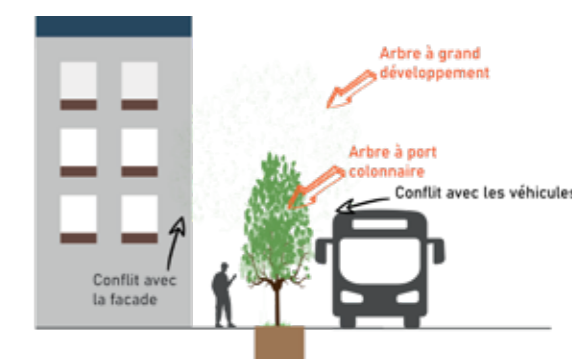 Arbre à grand
développement
Arbre à port
colonnaire
Conflit avec les véhicules
Conflit avec
la facade